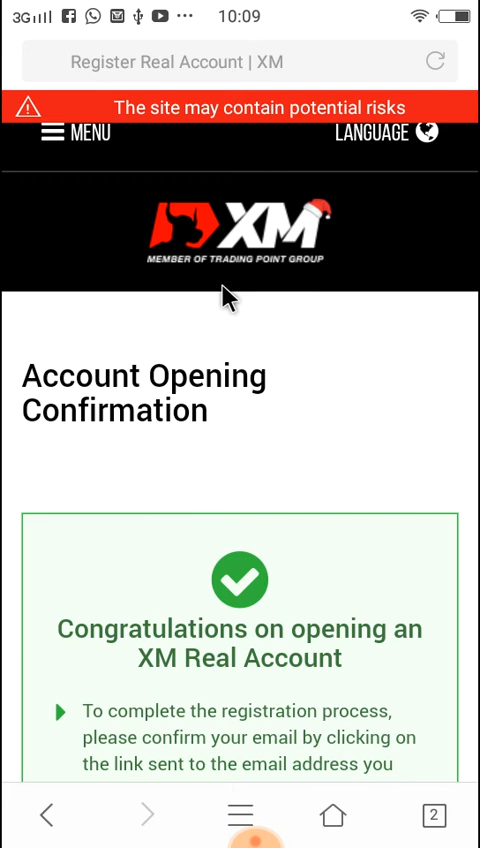 3G 10:09
Register Real Account | XM
The site may contain potential risks
MENU LANGUAGE
XM
MEMBER OF TRADING POINT GROUP
Account Opening
Confirmation
Congratulations on opening an
XM Real Account
To complete the registration process,
please confirm your email by clicking on
the link sent to the email address you
2